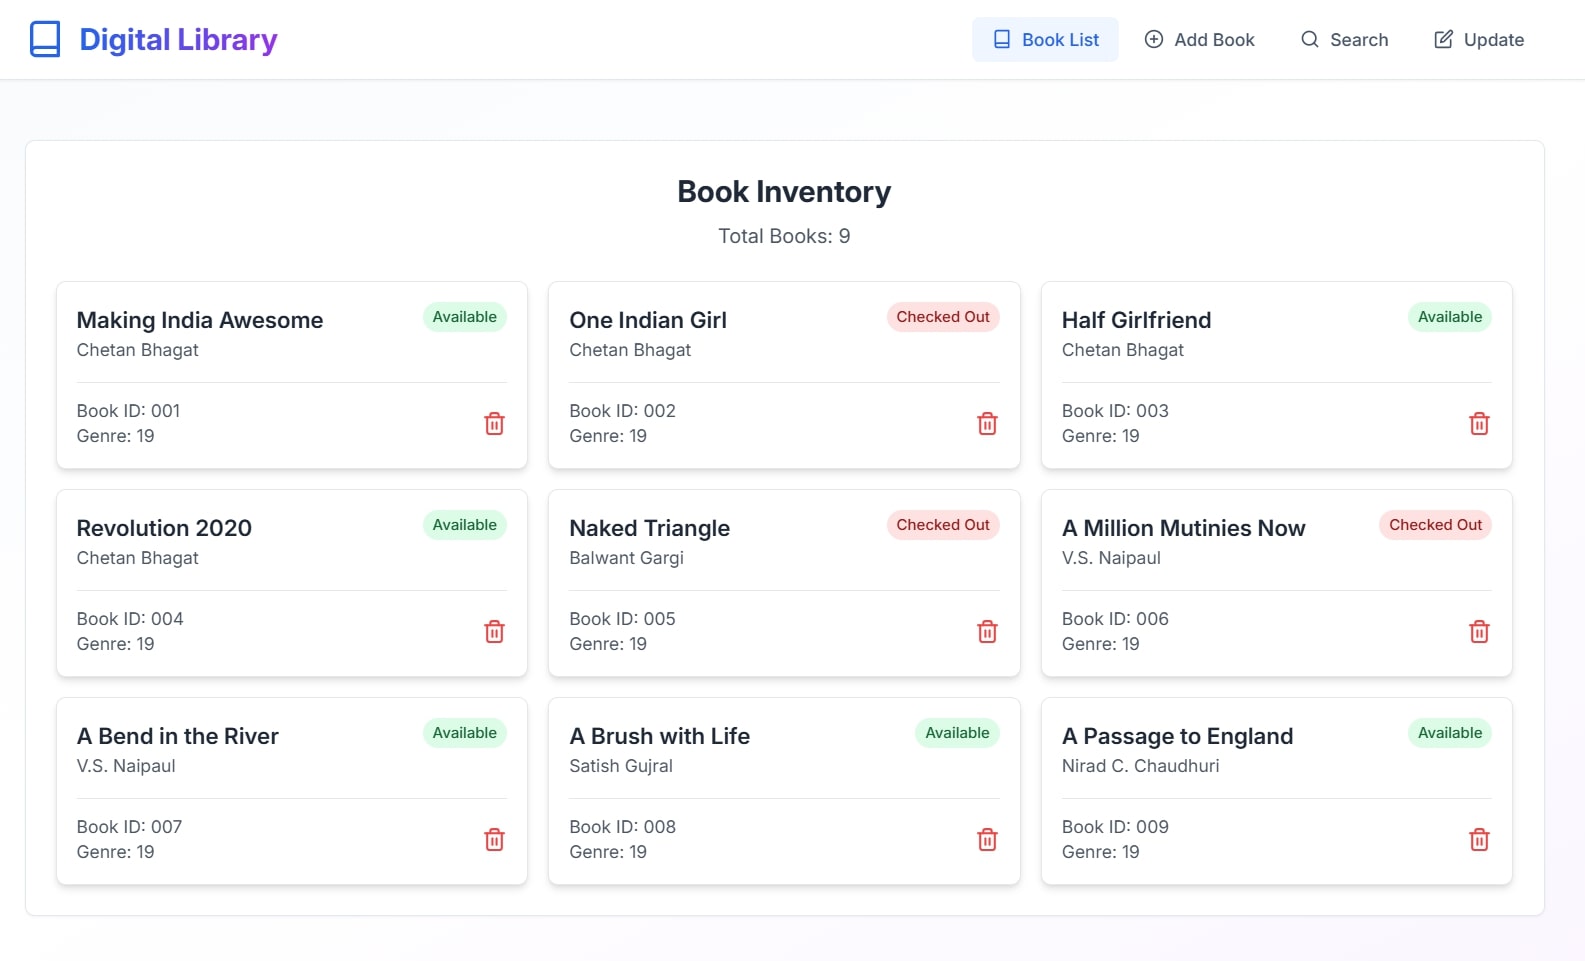 Digital Library
Book List
Add Book
Search
Update
Book Inventory
Total Books: 9
Making India Awesome
Available
Chetan Bhagat
Book ID: 001
Genre: 19
One Indian Girl
Checked Out
Chetan Bhagat
Book ID: 002
Genre: 19
Half Girlfriend
Available
Chetan Bhagat
Book ID: 003
Genre: 19
Revolution 2020
Available
Chetan Bhagat
Book ID: 004
Genre: 19
Naked Triangle
Checked Out
Balwant Gargi
Book ID: 005
Genre: 19
A Million Mutinies Now
Checked Out
V.S. Naipaul
Book ID: 006
Genre: 19
A Bend in the River
Available
V.S. Naipaul
Book ID: 007
Genre: 19
A Brush with Life
Available
Satish Gujral
Book ID: 008
Genre: 19
A Passage to England
Available
Nirad C. Chaudhuri
Book ID: 009
Genre: 19